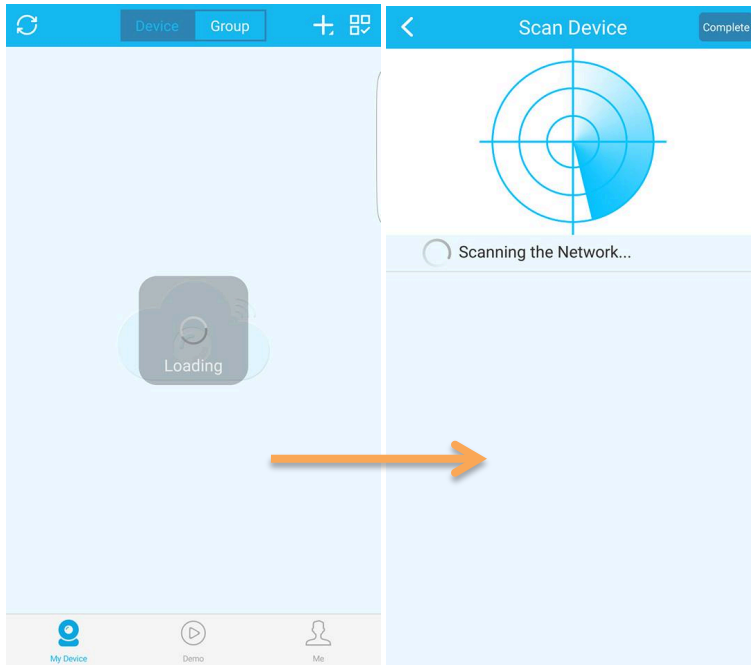 Device Group
Loading
My Device Demo Me
Scan Device Complete
Scanning the Network...